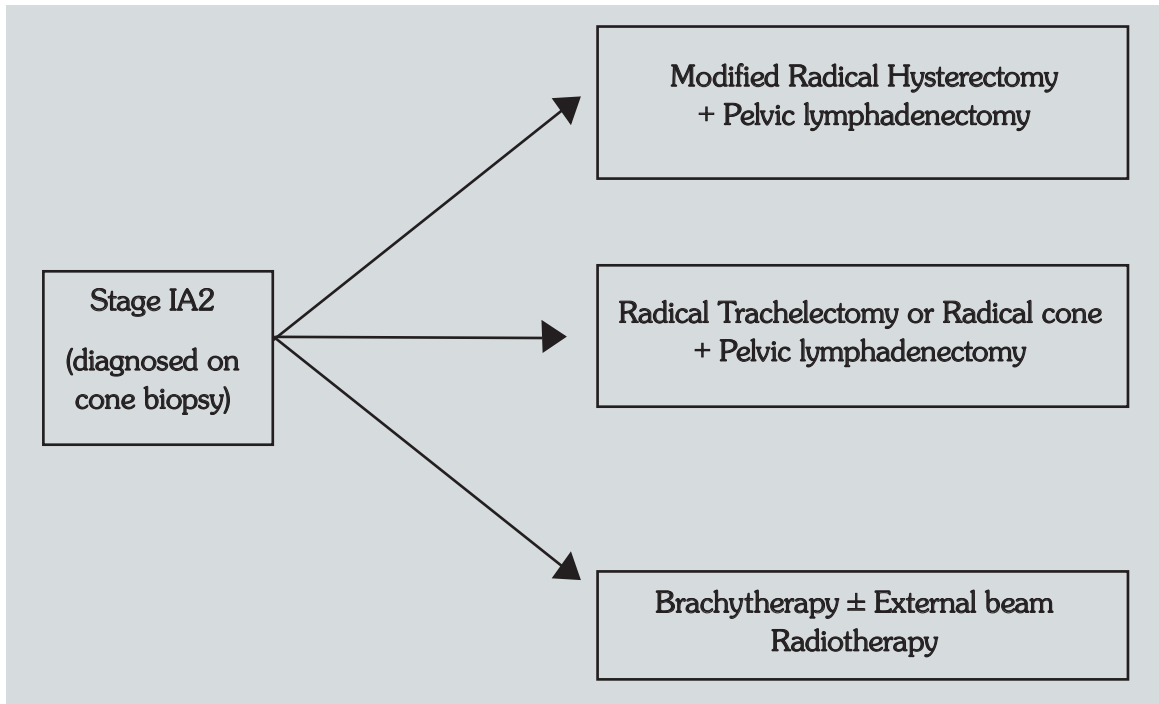 Modified Radical Hysterectomy
+ Pelvic lymphadenectomy
Stage IA2
(diagnosed on
cone biopsy)
Radical Trachelectomy or Radical cone
+ Pelvic lymphadenectomy
Brachytherapy ± External beam
Radiotherapy